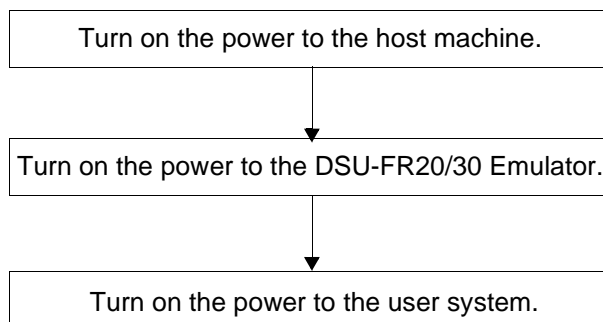 Turn on the power to the host machine.
Turn on the power to the DSU-FR20/30 Emulator.
Turn on the power to the user system.